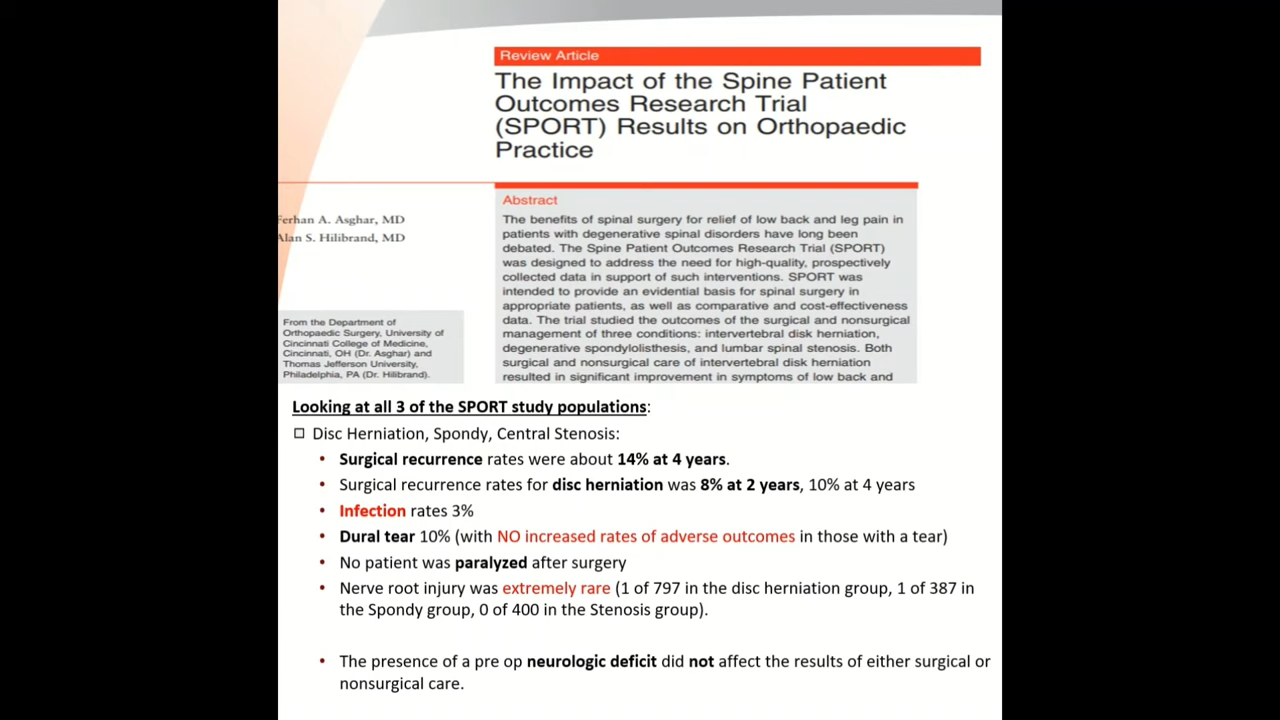 Review Article
The Impact of the Spine Patient
Outcomes Research Trial
(SPORT) Results on Orthopaedic
Practice
Ferhan A. Asghar, MD
Alan S. Hilibrand, MD
From the Department of
Orthopaedic Surgery, University of
Cincinnati College of Medicine,
Cincinnati, OH (Dr. Asghar) and
Thomas Jefferson University,
Philadelphia, PA (Dr. Hilibrand).
Abstract
The benefits of spinal surgery for relief of low back and leg pain in
patients with degenerative spinal disorders have long been
debated. The Spine Patient Outcomes Research Trial (SPORT)
was designed to address the need for high-quality, prospectively
collected data in support of such interventions. SPORT was
intended to provide an evidential basis for spinal surgery in
appropriate patients, as well as comparative and cost-effectiveness
data. The trial studied the outcomes of the surgical and nonsurgical
management of three conditions: intervertebral disk herniation,
degenerative spondylolisthesis, and lumbar spinal stenosis. Both
surgical and nonsurgical care of intervertebral disk herniation
resulted in significant improvement in symptoms of low back and
Looking at all 3 of the SPORT study populations:
Disc Herniation, Spondy, Central Stenosis:
• Surgical recurrence rates were about 14% at 4 years.
• Surgical recurrence rates for disc herniation was 8% at 2 years, 10% at 4 years
• Infection rates 3%
• Dural tear 10% (with NO increased rates of adverse outcomes in those with a tear)
• No patient was paralyzed after surgery
• Nerve root injury was extremely rare (1 of 797 in the disc herniation group, 1 of 387 in
the Spondy group, 0 of 400 in the Stenosis group).
• The presence of a pre op neurologic deficit did not affect the results of either surgical or
nonsurgical care.